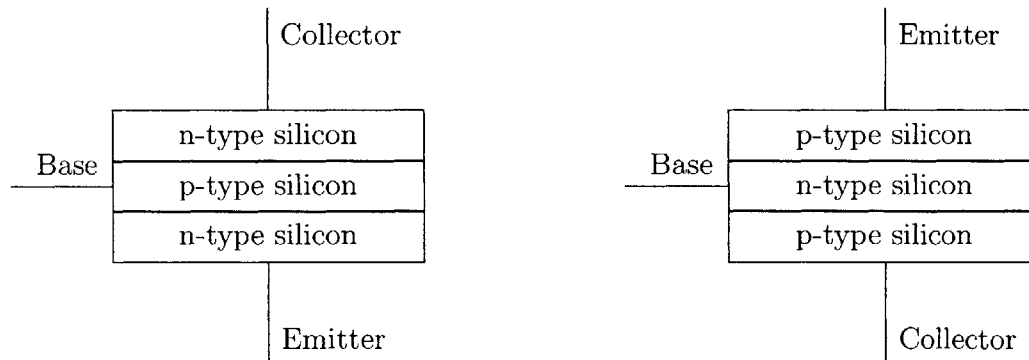 Collector
n-type silicon
Base
p-type silicon
n-type silicon
Emitter
Emitter
p-type silicon
Base
n-type silicon
p-type silicon
Collector